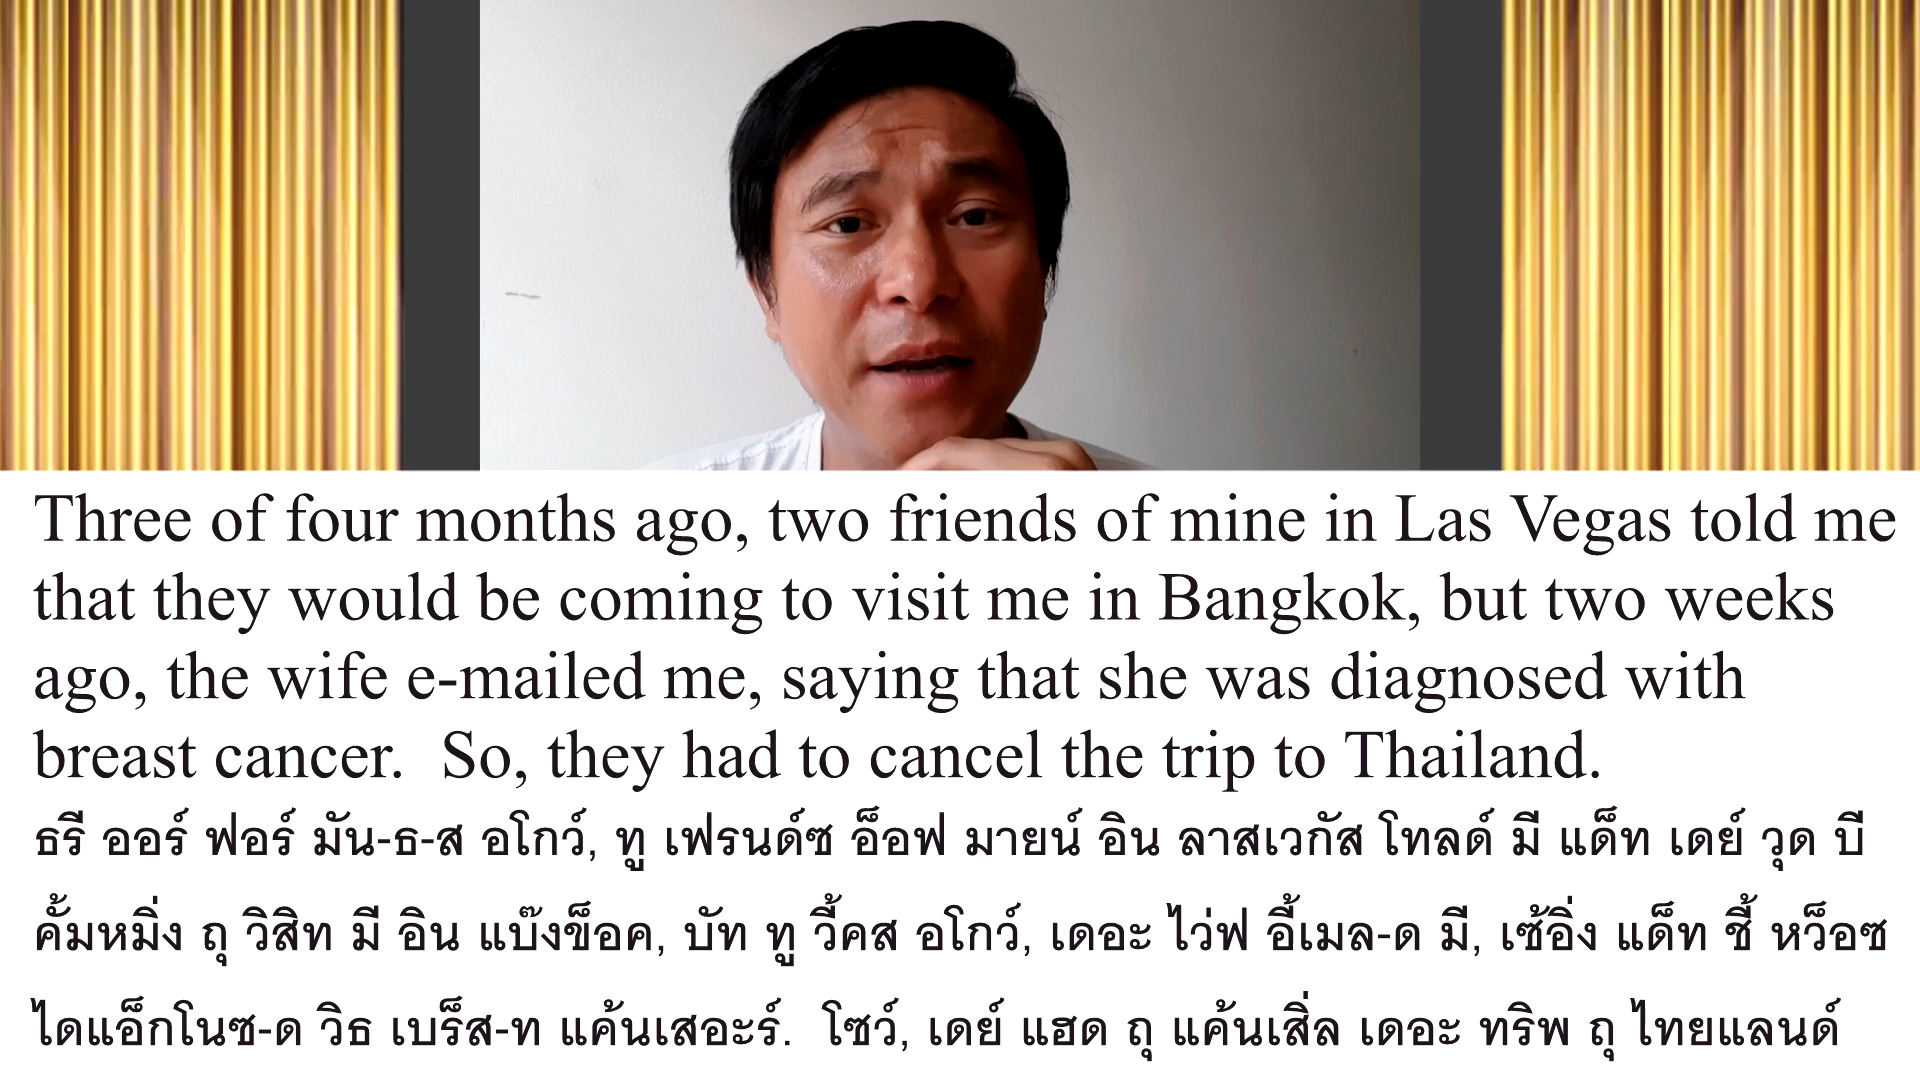 Three of four months ago, two friends of mine in Las Vegas told me
that they would be coming to visit me in Bangkok, but two weeks
ago, the wife e-mailed me, saying that she was diagnosed with
breast cancer.  So, they had to cancel the trip to Thailand.
ธรี ออร์ ฟอร์ มัน-ธ-ส อโกว์, ทู เฟรนด์ซ อ็อฟ มายน์ อิน ลาสเวกัส โทลด์ มี แด็ท เดย์ วุด บี
คั้มหมิ่ง ถุ วิสิท มี อิน แบ๊งข็อค, บัท ทู วี้คส อโกว์, เดอะ ไว่ฟ อี้เมล-ด มี, เซ้อิ่ง แด็ท ชี้ หว็อซ
ไดแอ็กโนซ-ด วิธ เบร็ส-ท แค้นเสอะร์.  โซว์, เดย์ แฮด ถุ แค้นเสิ่ล เดอะ ทริพ ถุ ไทยแลนด์